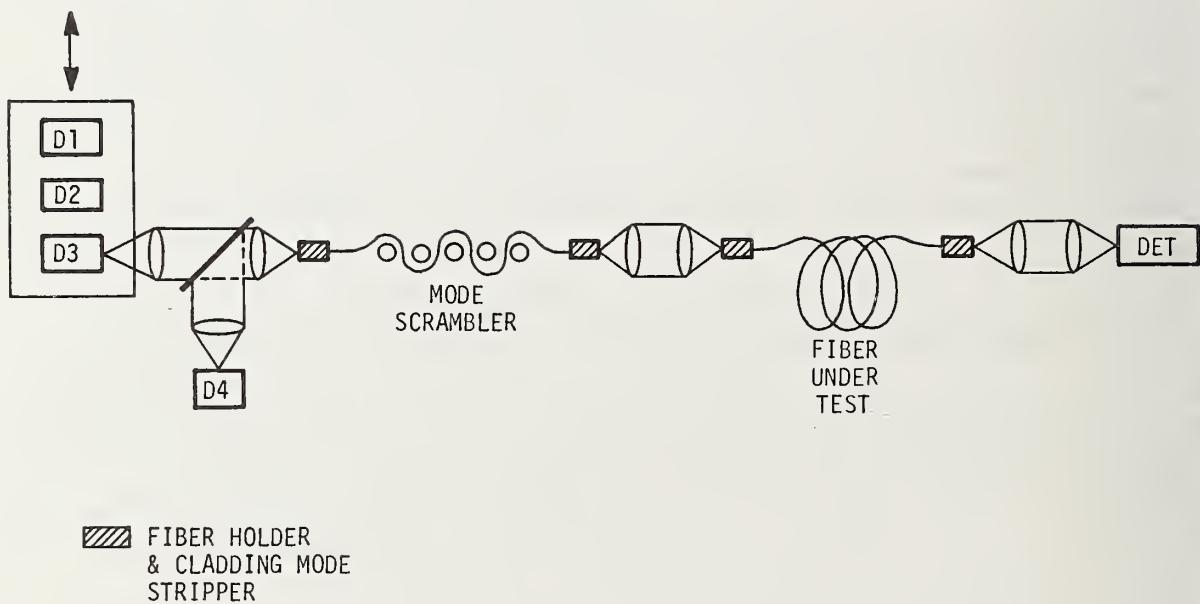 D1
D2
D3
D4
MODE
SCRAMBLER
FIBER
UNDER
TEST
DET
FIBER HOLDER
& CLADDING MODE
STRIPPER